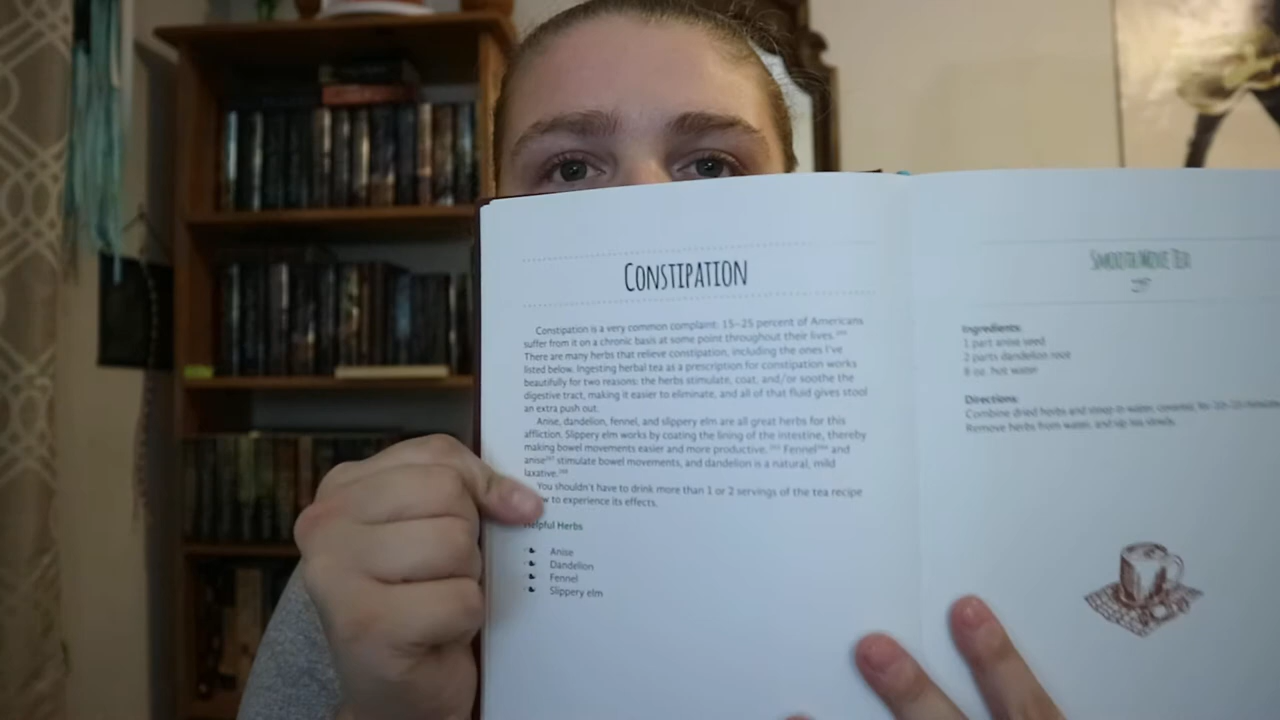 CONSTIPATION
Constipation is a very common complaint: 15–25 percent of Americans
suffer from it on a chronic basis at some point throughout their lives.
There are many herbs that relieve constipation, including the ones I've
listed below. Ingesting herbal tea as a prescription for constipation works
beautifully for two reasons: the herbs stimulate, coat, and/or soothe the
digestive tract, making it easier to eliminate, and all of that fluid gives stool
an extra push out.
Anise, dandelion, fennel, and slippery elm are all great herbs for this
affliction. Slippery elm works by coating the lining of the intestine, thereby
making bowel movements easier and more productive. Fennel and
anise stimulate bowel movements, and dandelion is a natural, mild
laxative.
You shouldn't have to drink more than 1 or 2 servings of the tea recipe
to experience its effects.
Helpful Herbs
Anise
Dandelion
Fennel
Slippery elm
SMOOTH MOVE TEA
Ingredients:
1 part anise seed
2 parts dandelion root
8 oz. hot water
Directions:
Combine dried herbs and steep in water, covered, for minutes
Remove herbs from water, and sip